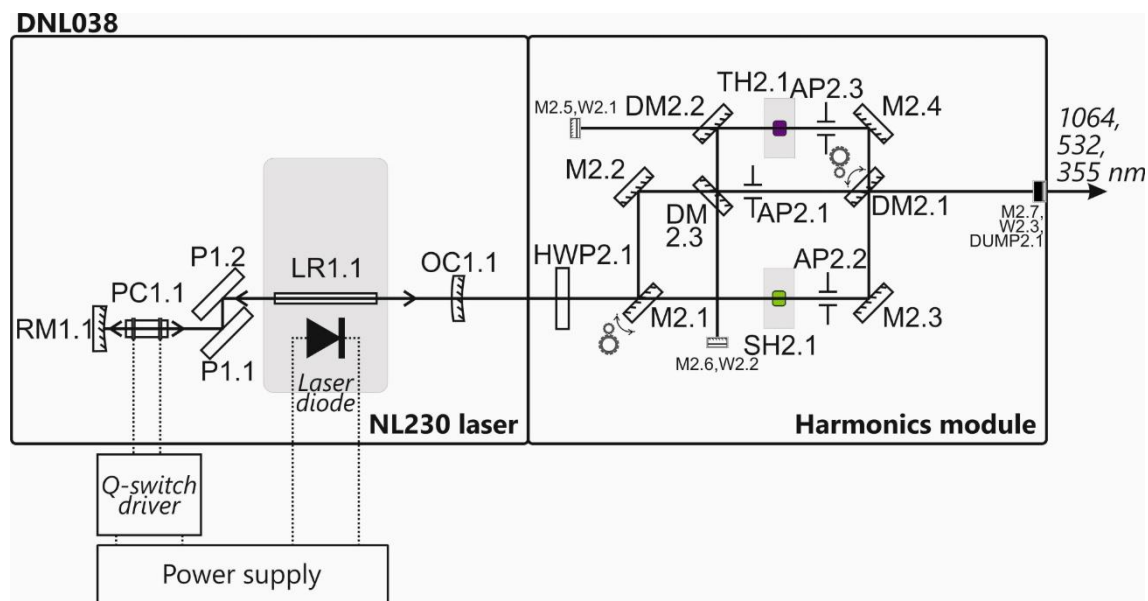 DNL038
TH2.1
AP2.3
M2.5,W2.1
DM2.2
M2.4
1064,
532,
355 nm
M2.2
DM
2.3
AP2.1
DM2.1
M2.7,
W2.3,
DUMP2.1
P1.2
LR1.1
OC1.1
HWP2.1
AP2.2
PC1.1
RM1.1
M2.1
M2.3
P1.1
SH2.1
M2.6,W2.2
Laser
diode
NL230 laser
Harmonics module
Q-switch
driver
Power supply